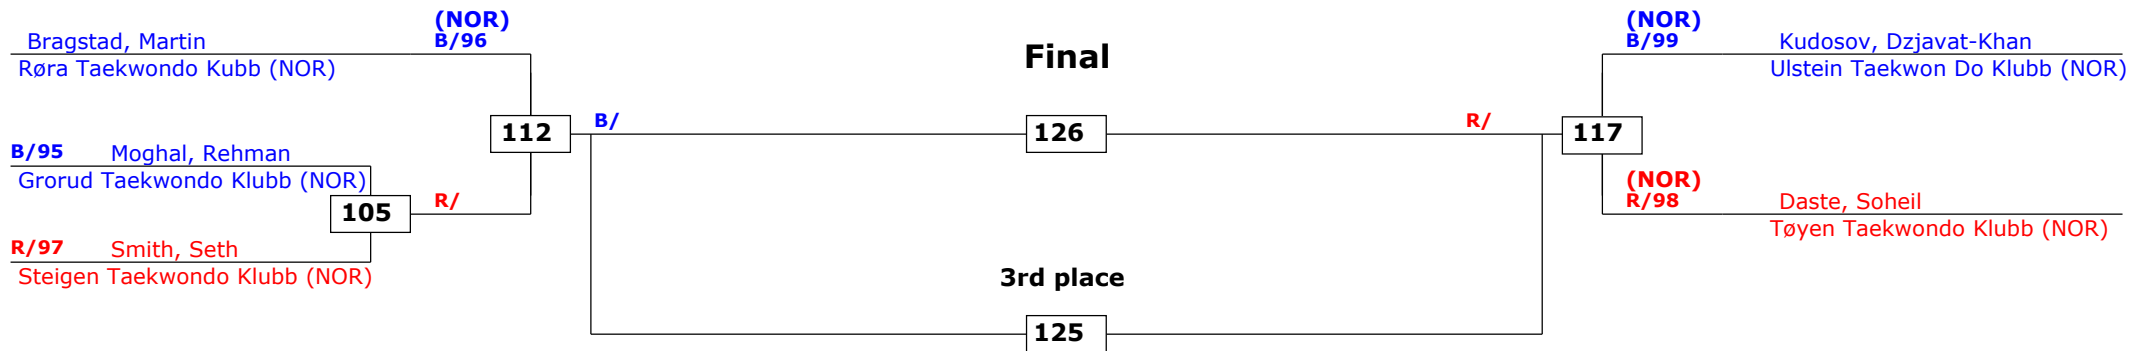 (NOR)
B/96
Bragstad, Martin
Røra Taekwondo Kubb (NOR)
B/95 Moghal, Rehman
Grorud Taekwondo Klubb (NOR)
R/97 Smith, Seth
Steigen Taekwondo Klubb (NOR)
105
R/
112
B/
Final
126
3rd place
125
R/
117
(NOR)
B/99 Kudosov, Dzjavat-Khan
Ulstein Taekwon Do Klubb (NOR)
(NOR)
R/98 Daste, Soheil
Tøyen Taekwondo Klubb (NOR)